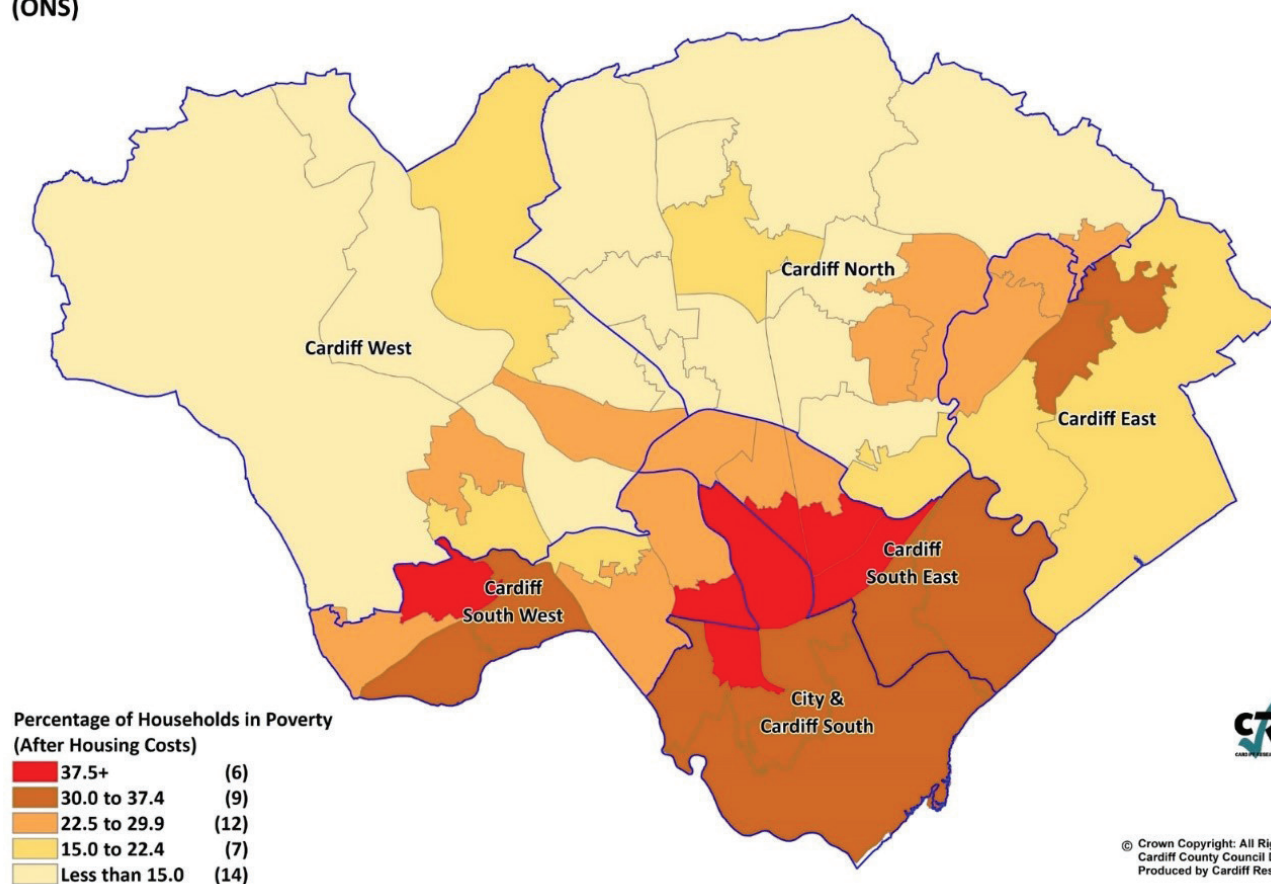 (ONS)
Cardiff North
Cardiff West
Cardiff East
Cardiff
South East
Cardiff
South West
City &
Cardiff South
Percentage of Households in Poverty
(After Housing Costs)
37.5+ (6)
30.0 to 37.4 (9)
22.5 to 29.9 (12)
15.0 to 22.4 (7)
Less than 15.0 (14)
© Crown Copyright: All
Cardiff County Council
Produced by Cardiff